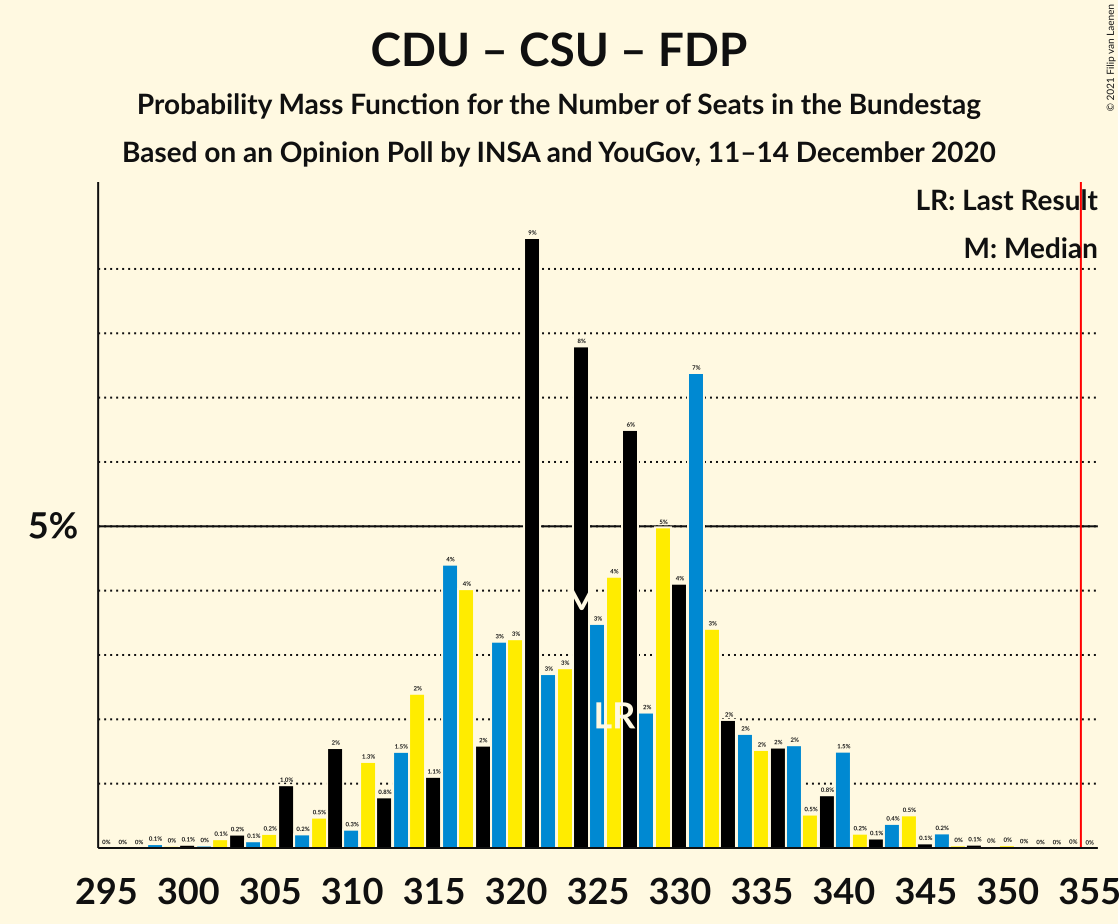 CDU – CSU – FDP
Probability Mass Function for the Number of Seats in the Bundestag
Based on an Opinion Poll by INSA and YouGov, 11–14 December 2020
© 2021 Filip van Laenen
LR: Last Result
M: Median
5%
0% 0% 0% 0.1% 0% 0.1% 0% 0.1% 0.2% 0.1% 0.2% 1.0% 0.2% 0.5% 2% 0.3% 1.3% 0.8% 1.5% 2% 1.1% 4% 4% 2% 3% 3% 9% 3% 3% 8% 3% 4% 6% 2% 5% 4% 7% 3% 2% 2% 2% 2% 2% 0.5% 0.8% 1.5% 0.2% 0.1% 0.4% 0.5% 0.1% 0.2% 0% 0.1% 0% 0% 0% 0% 0% 0% 0%
M
LR
295 300 305 310 315 320 325 330 335 340 345 350 355